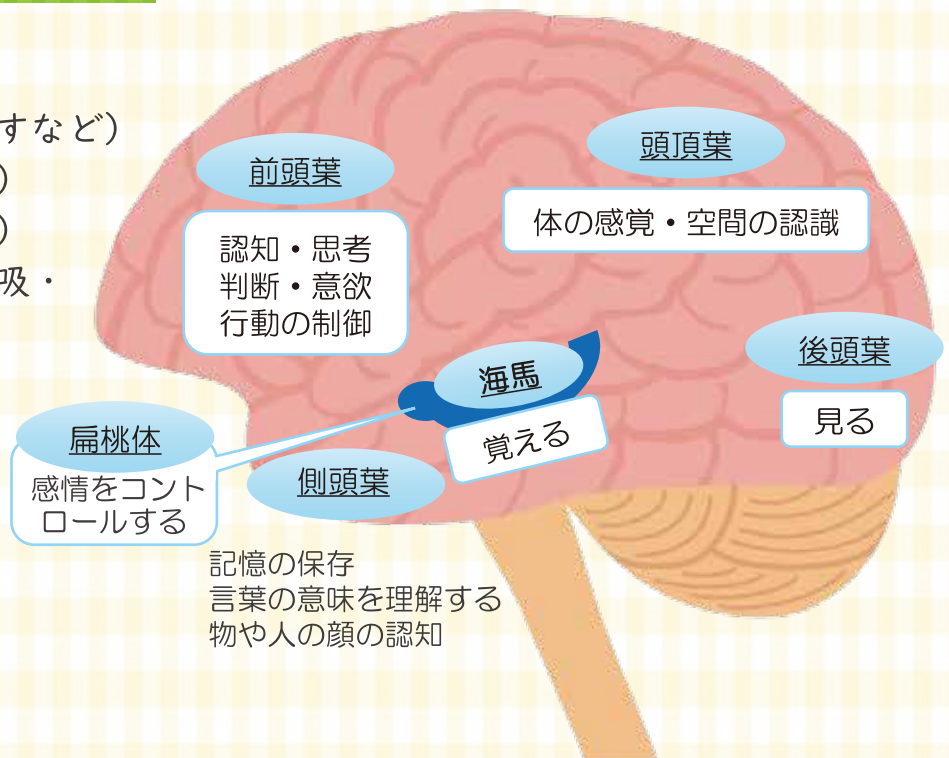 すなど）
）
）
吸・
前頭葉
認知・思考
判断・意欲
行動の制御
頭頂葉
体の感覚・空間の認識
後頭葉
見る
海馬
覚える
扁桃体
感情をコント
ロールする
側頭葉
記憶の保存
言葉の意味を理解する
物や人の顔の認知